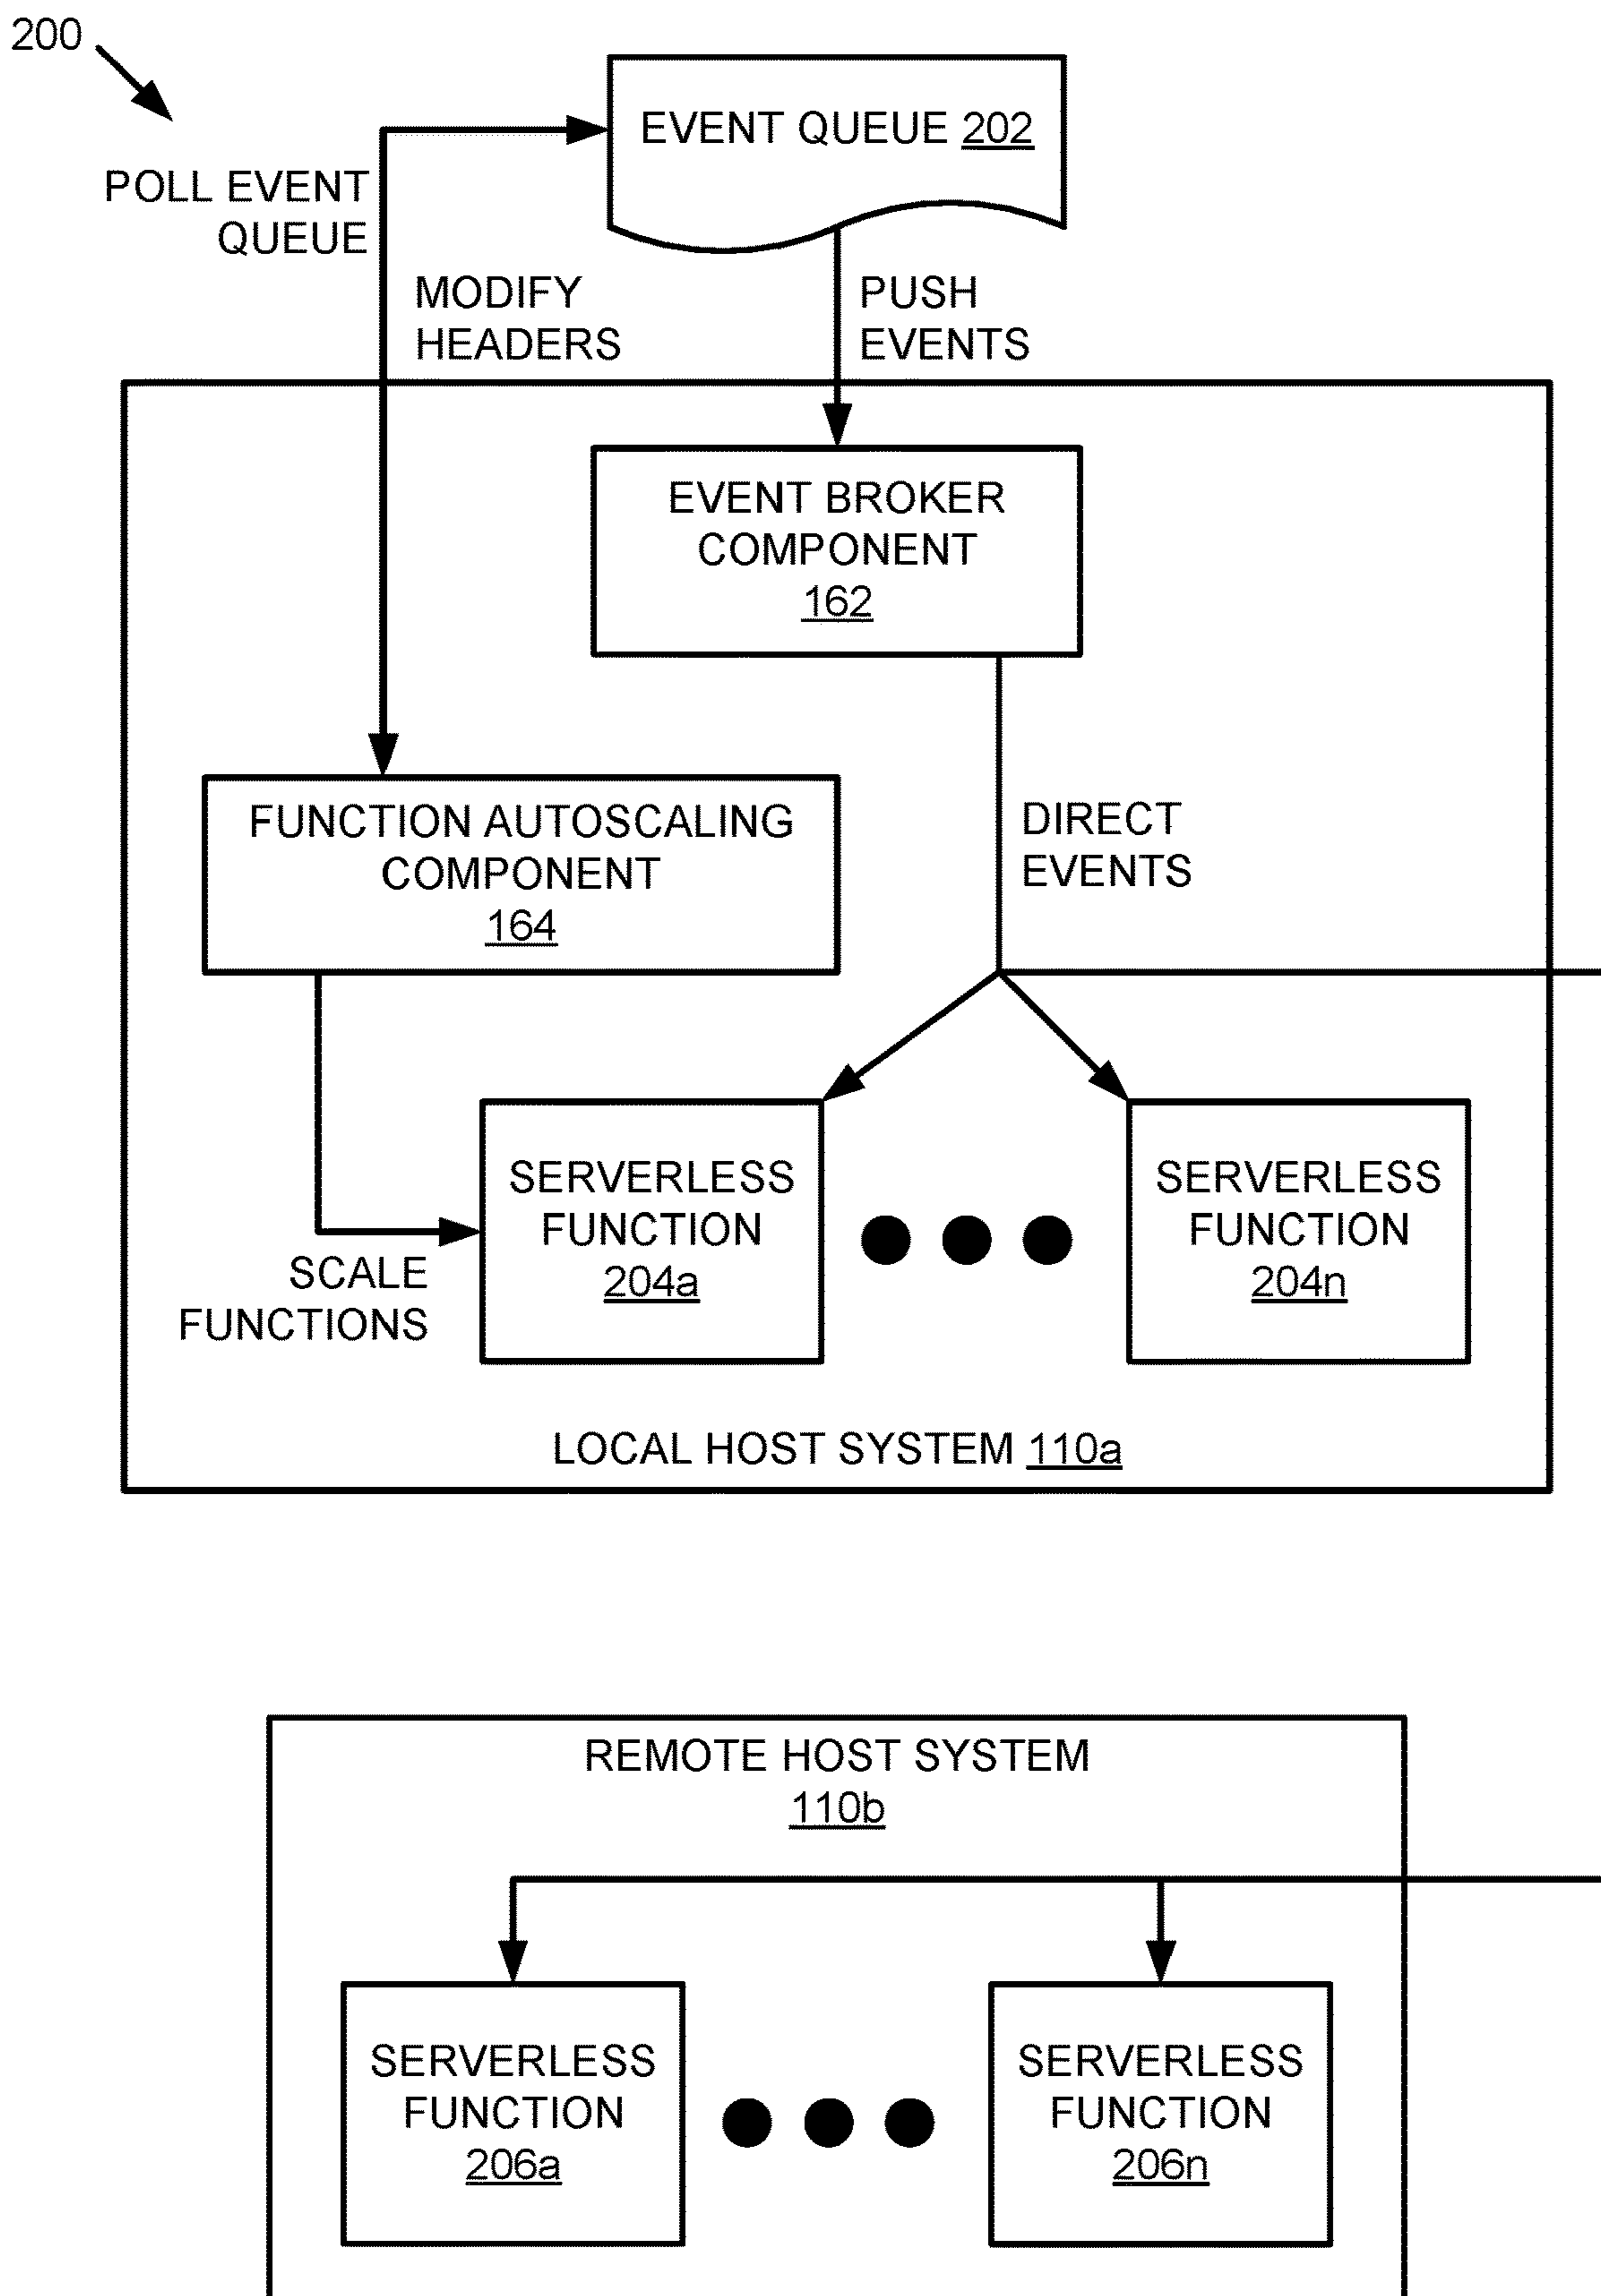 200
EVENT QUEUE 202
POLL EVENT
QUEUE
MODIFY
HEADERS
PUSH
EVENTS
EVENT BROKER
COMPONENT
162
FUNCTION AUTOSCALING
COMPONENT
164
DIRECT
EVENTS
SERVERLESS
FUNCTION
204a
SERVERLESS
FUNCTION
204n
SCALE
FUNCTIONS
LOCAL HOST SYSTEM 110a
REMOTE HOST SYSTEM
110b
SERVERLESS
FUNCTION
206a
SERVERLESS
FUNCTION
206n